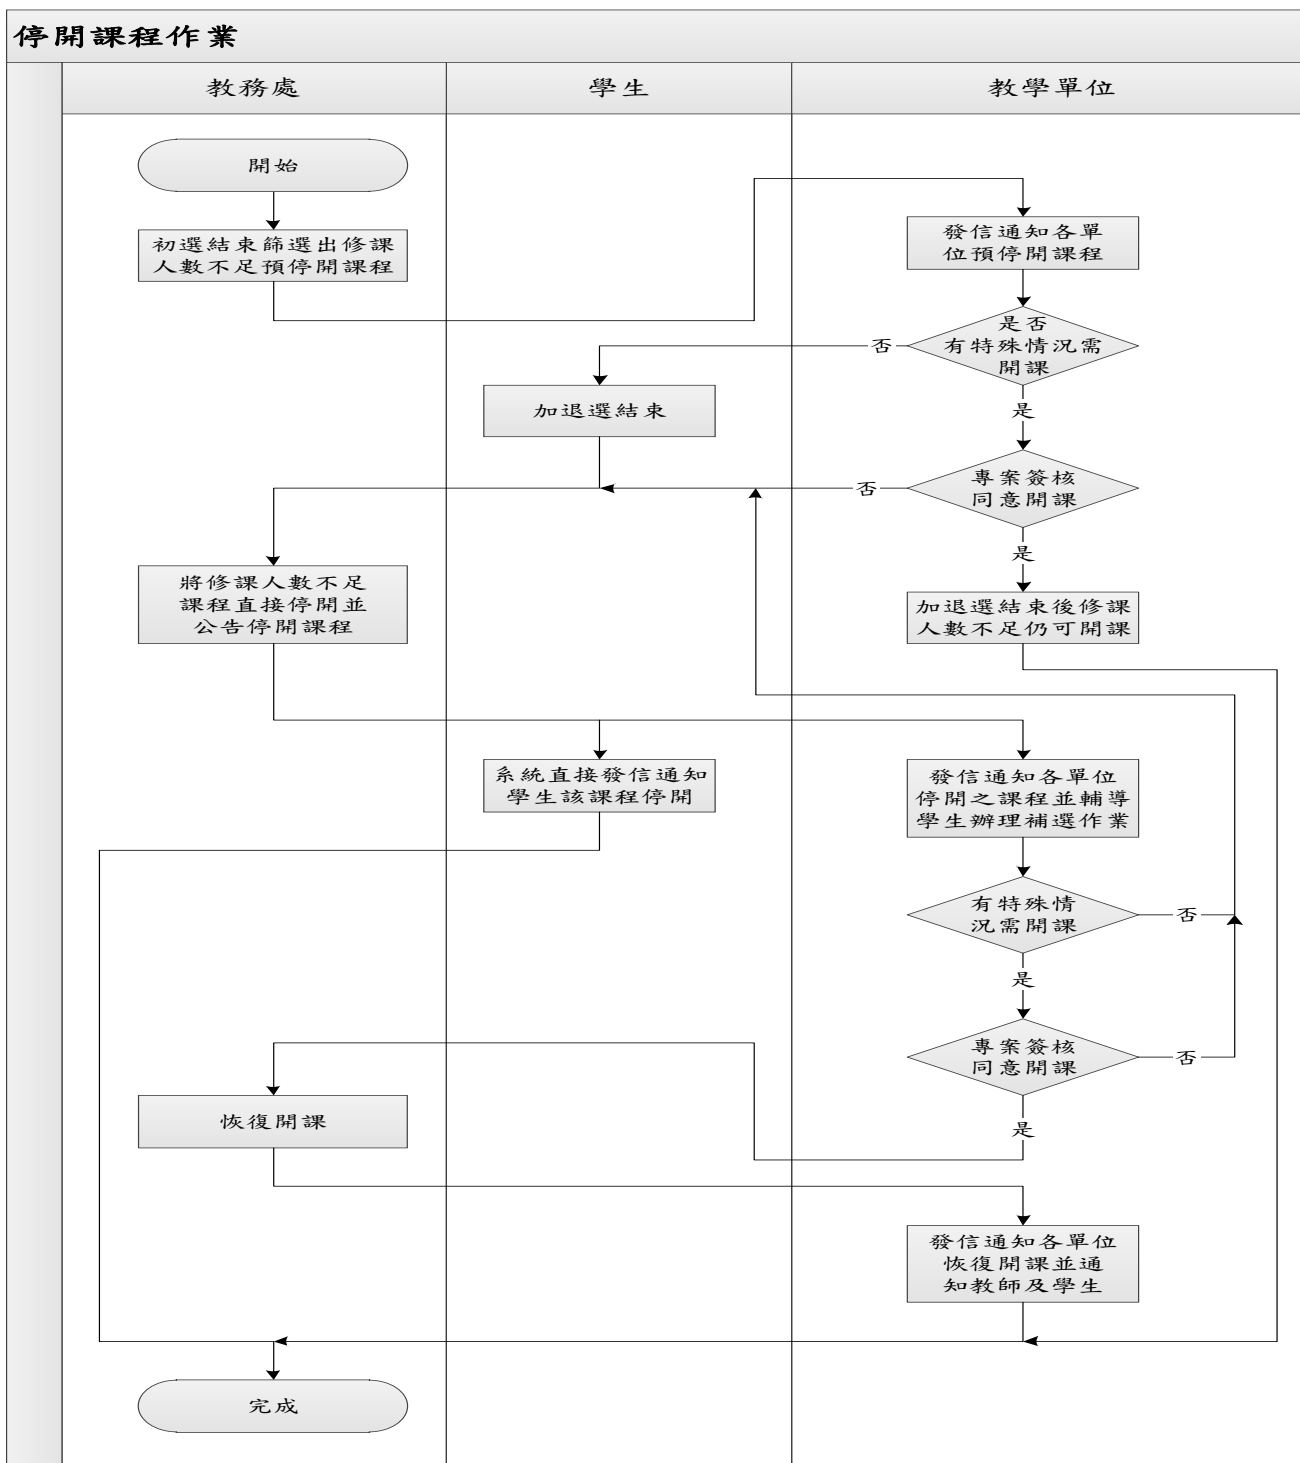 停開課程作業
教務處
學生
教學單位
開始
初選結束篩選出修課
人數不足預停開課程
發信通知各單
位預停開課程
是否
有特殊情況需
開課
否
是
加退選結束
專案簽核
同意開課
否
是
將修課人數不足
課程直接停開並
公告停開課程
加退選結束後修課
人數不足仍可開課
系統直接發信通知
學生該課程停開
發信通知各單位
停開之課程並輔導
學生辦理補選作業
有特殊情
況需開課
否
是
專案簽核
同意開課
否
是
恢復開課
發信通知各單位
恢復開課並通
知教師及學生
完成